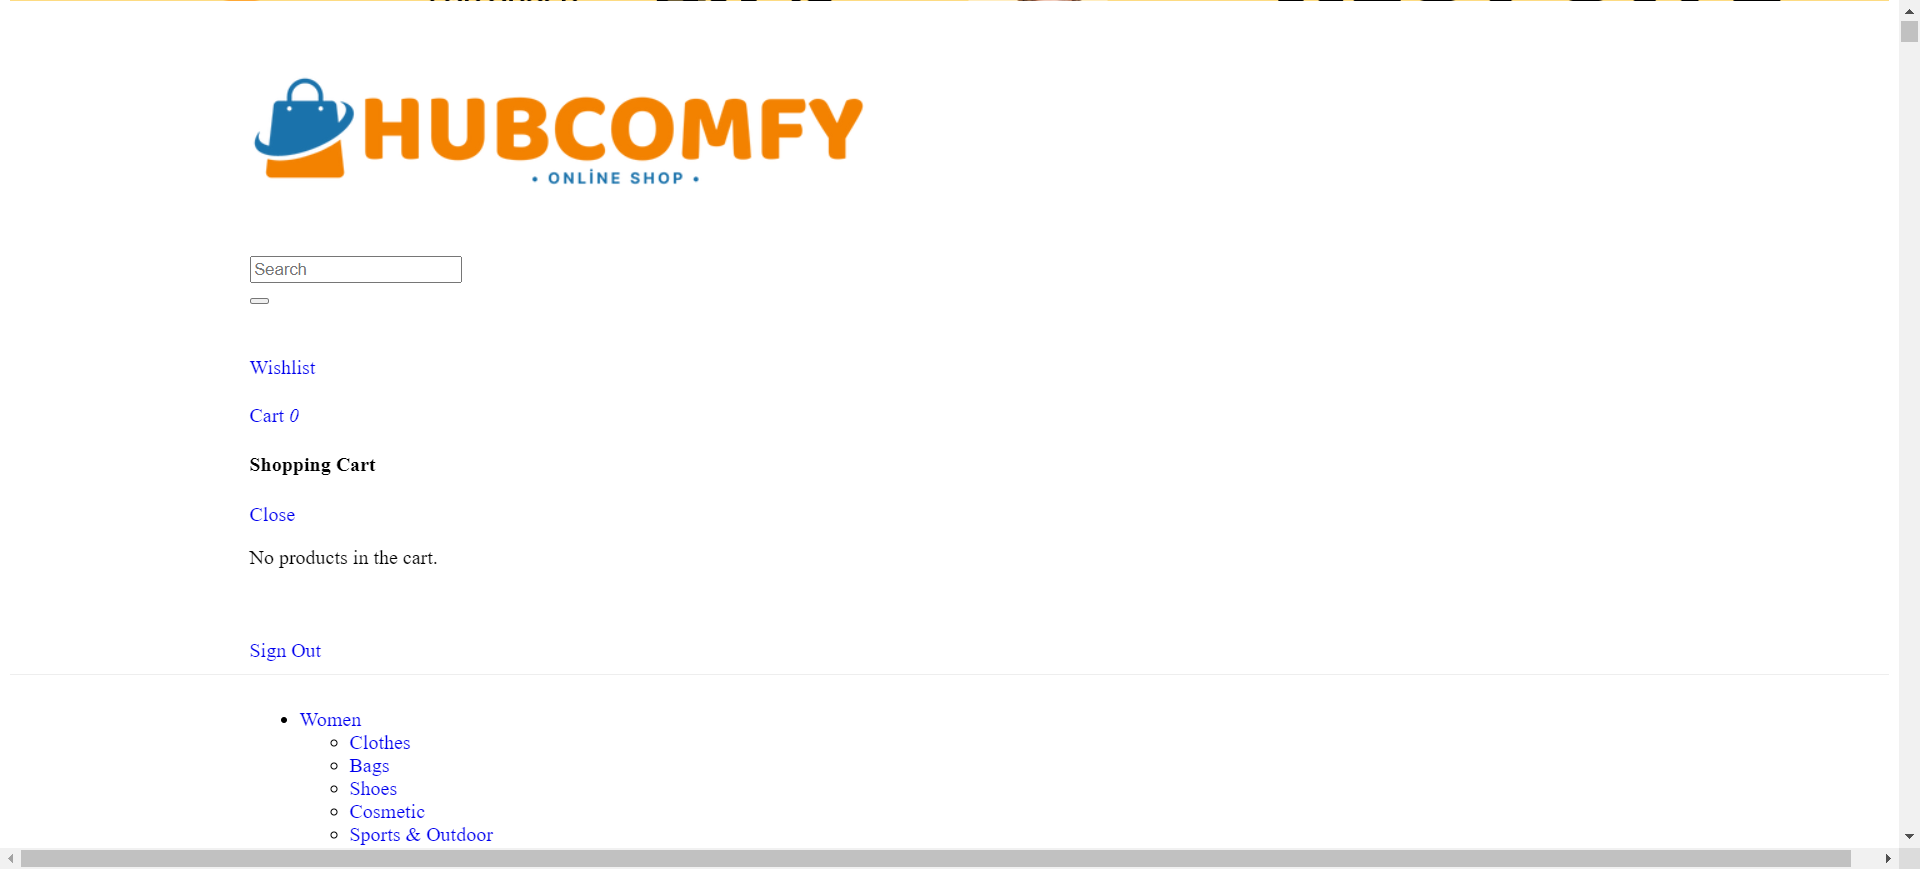 HUBCOMFY
• ONLİNE SHOP •
Search
Wishlist
Cart 0
Shopping Cart
Close
No products in the cart.
Sign Out
Women
Clothes
Bags
Shoes
Cosmetic
Sports & Outdoor